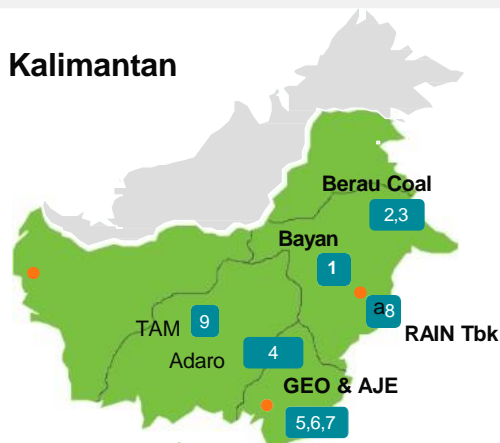 Kalimantan
Berau Coal
2,3
Bayan
1
a8
RAIN Tbk
TAM 9
Adaro 4
GEO & AJE
5,6,7